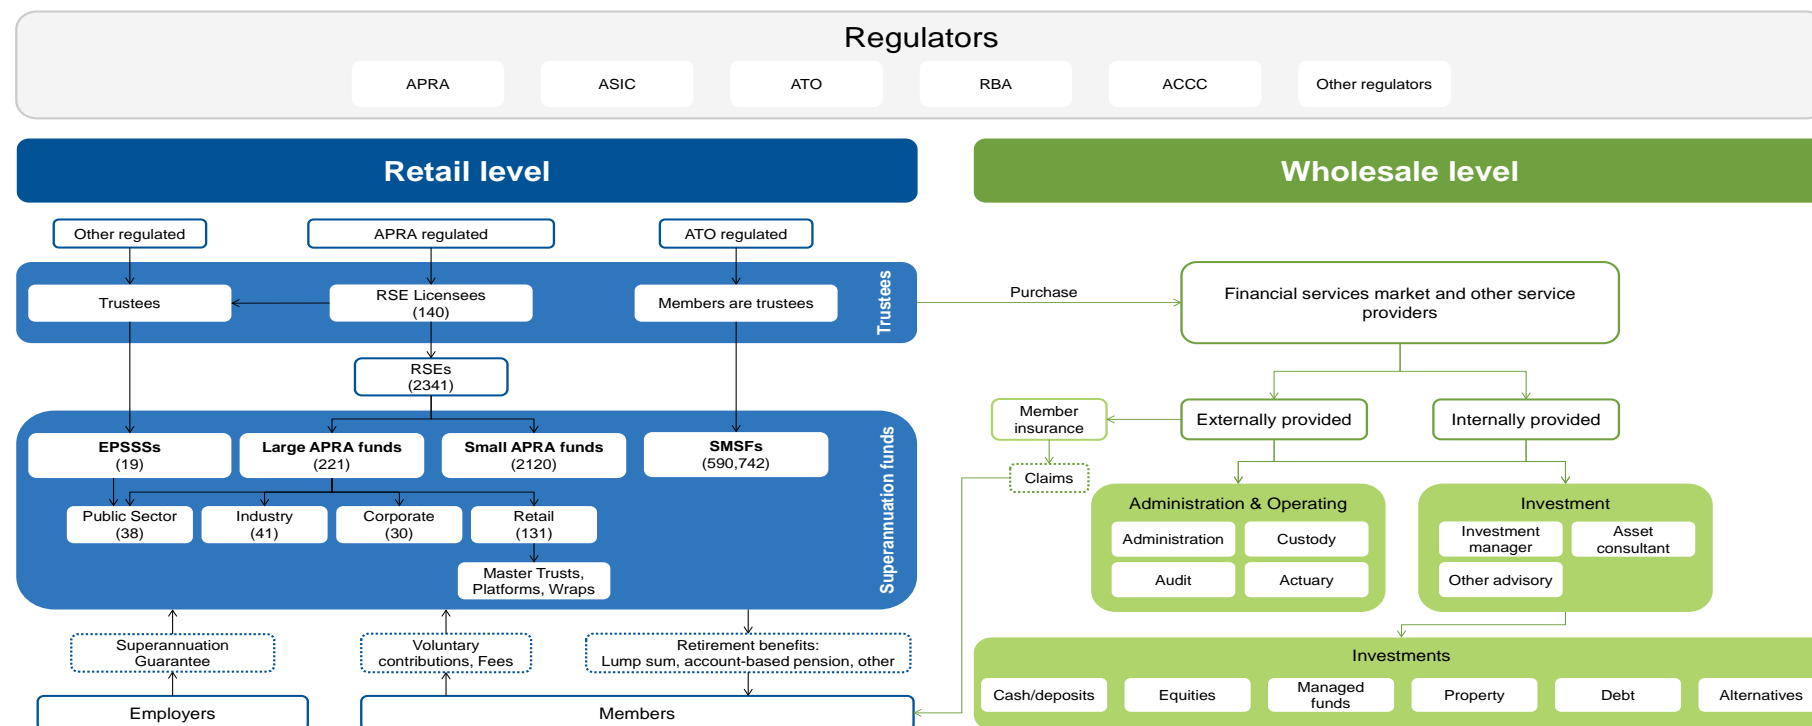 Regulators
APRA
ASIC
ATO
RBA
ACCC
Other regulators
Retail level
Wholesale level
Other regulated
APRA regulated
ATO regulated
Trustees
RSE Licensees
(140)
Members are trustees
Trustees
Purchase
Financial services market and other service
providers
RSEs
(2341)
Member
insurance
Externally provided
Internally provided
EPSSSs
(19)
Large APRA funds
(221)
Small APRA funds
(2120)
SMSFs
(590,742)
Superannuation funds
Claims
Public Sector
(38)
Industry
(41)
Corporate
(30)
Retail
(131)
Master Trusts,
Platforms, Wraps
Administration & Operating
Administration
Custody
Audit
Actuary
Investment
Investment
manager
Asset
consultant
Other advisory
Superannuation
Guarantee
Voluntary
contributions, Fees
Retirement benefits:
Lump sum, account-based pension, other
Investments
Cash/deposits
Equities
Managed
funds
Property
Debt
Alternatives
Employers
Members